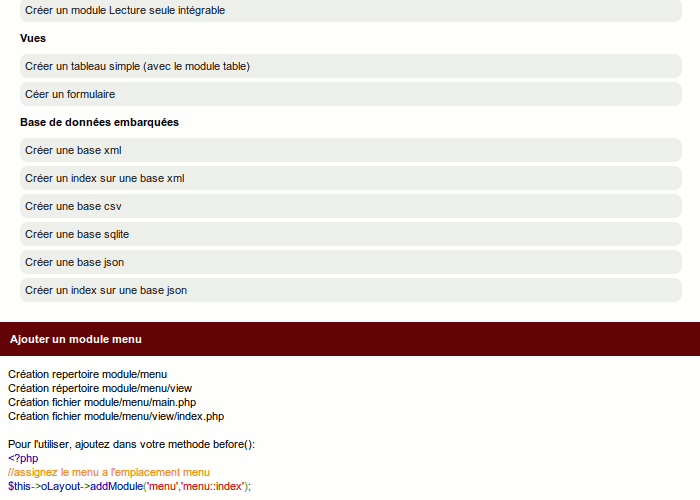 Créer un module Lecture seule intégrable
Vues
Créer un tableau simple (avec le module table)
Céer un formulaire
Base de données embarquées
Créer une base xml
Créer un index sur une base xml
Créer une base csv
Créer une base sqlite
Créer une base json
Créer un index sur une base json
Ajouter un module menu
Création repertoire module/menu
Création répertoire module/menu/view
Création fichier module/menu/main.php
Création fichier module/menu/view/index.php
Pour l'utiliser, ajoutez dans votre methode before():
<?php
//assignez le menu a l'emplacement menu
$this->oLayout->addModule('menu','menu::index');